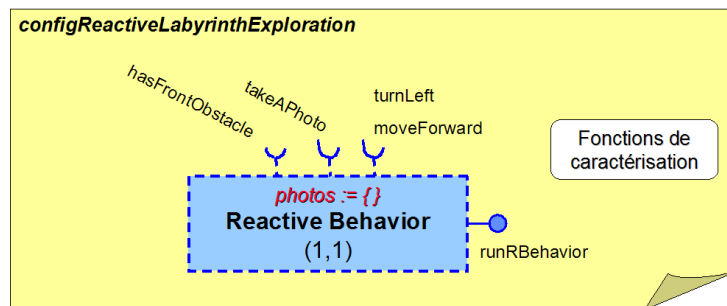 configReactiveLabyrinthExploration
hasFrontObstacle
takeAPhoto
turnLeft
moveForward
Fonctions de
caractérisation
photos := { }
Reactive Behavior
(1,1)
runRBehavior